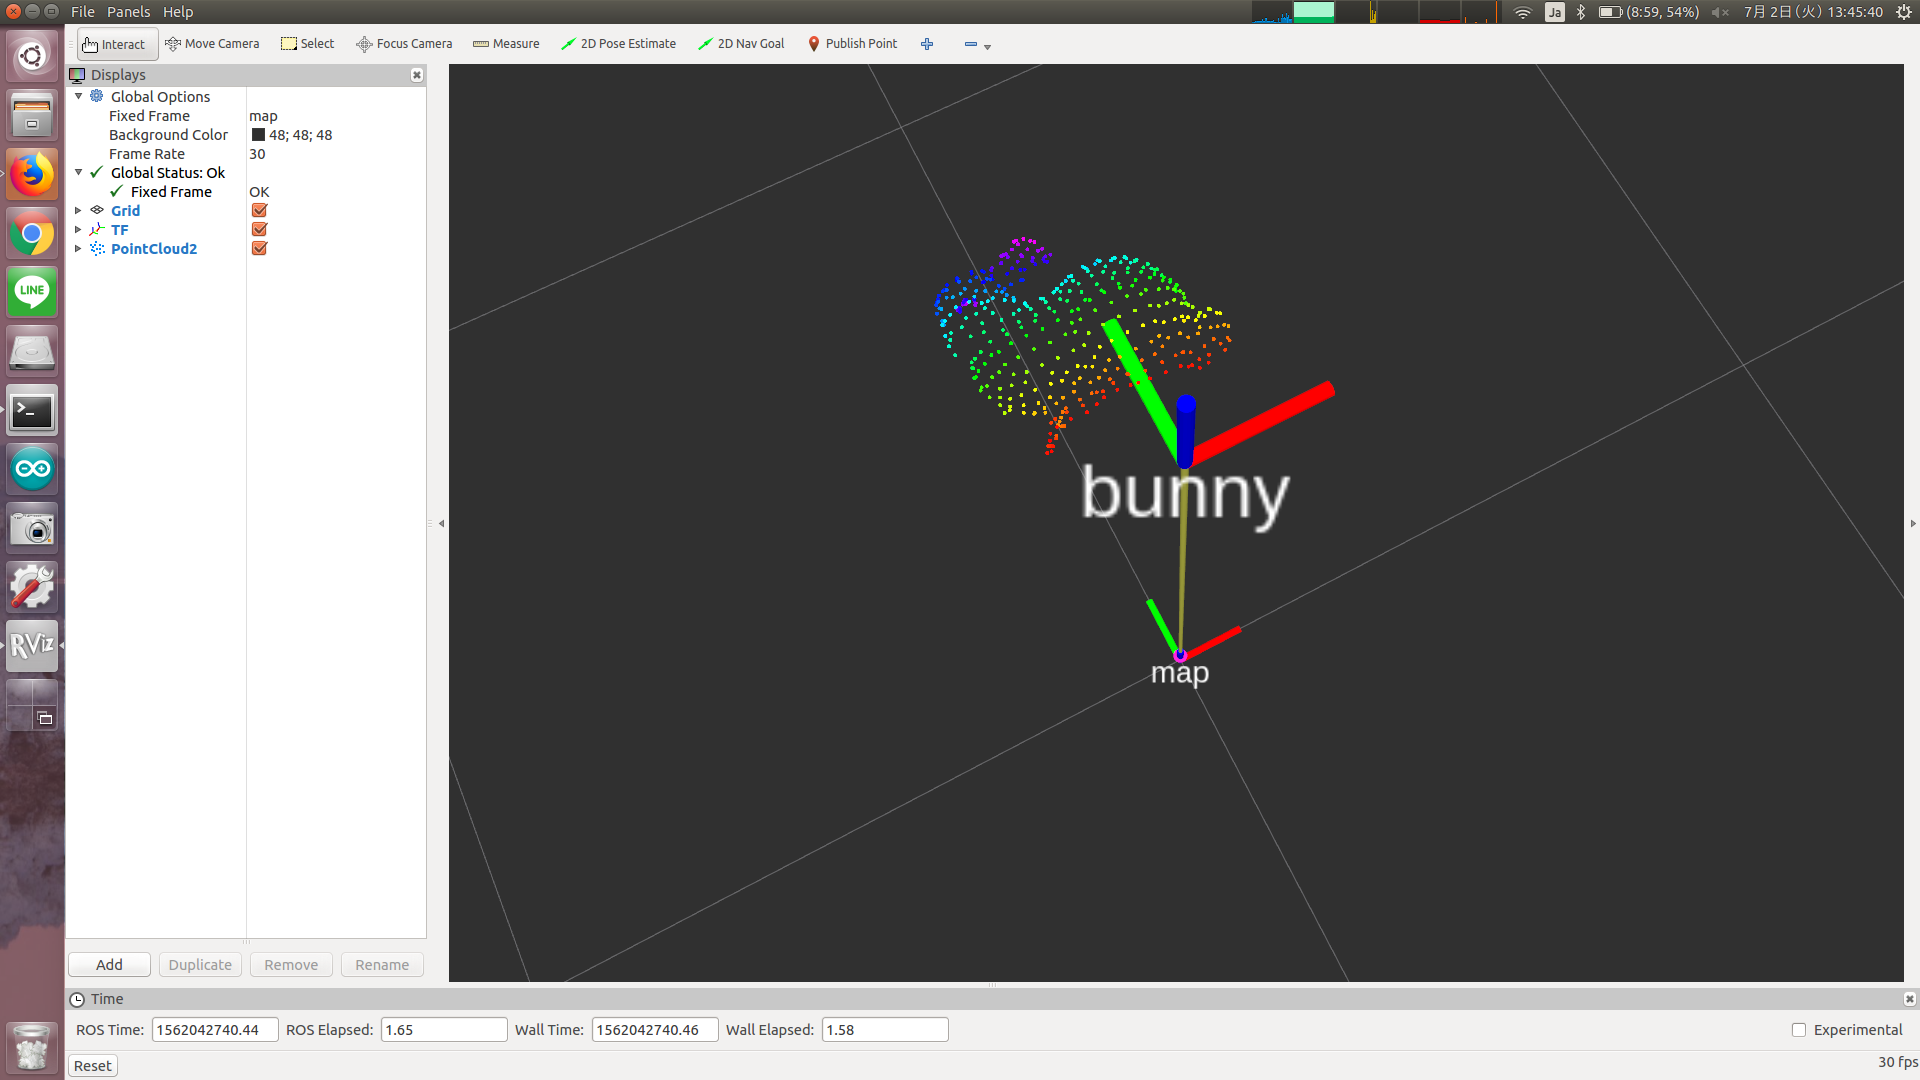 File Panels Help
Ja (8:59, 54%) 7月 2日(火) 13:45:40
Interact Move Camera Select Focus Camera Measure 2D Pose Estimate 2D Nav Goal Publish Point
Displays
Global Options
Fixed Frame map
Background Color 48; 48; 48
Frame Rate 30
Global Status: Ok
Fixed Frame OK
Grid
TF
PointCloud2
LINE
RViz
bunny
map
Add Duplicate Remove Rename
Time
ROS Time: 1562042740.44 ROS Elapsed: 1.65 Wall Time: 1562042740.46 Wall Elapsed: 1.58 Experimental
Reset 30 fps